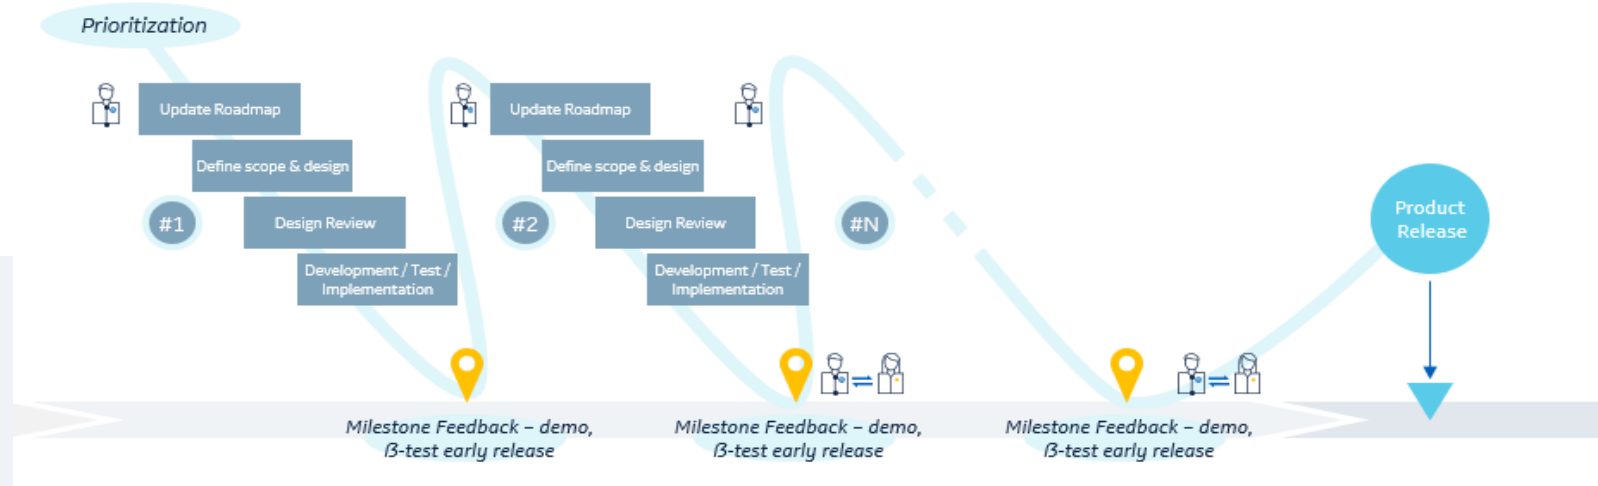 Prioritization
Update Roadmap
Define scope & design
#1
Design Review
Development / Test /
Implementation
Update Roadmap
Define scope & design
#2
Design Review
Development / Test /
Implementation
#N
Product
Release
Milestone Feedback – demo,
ß-test early release
Milestone Feedback – demo,
ß-test early release
Milestone Feedback – demo,
ß-test early release